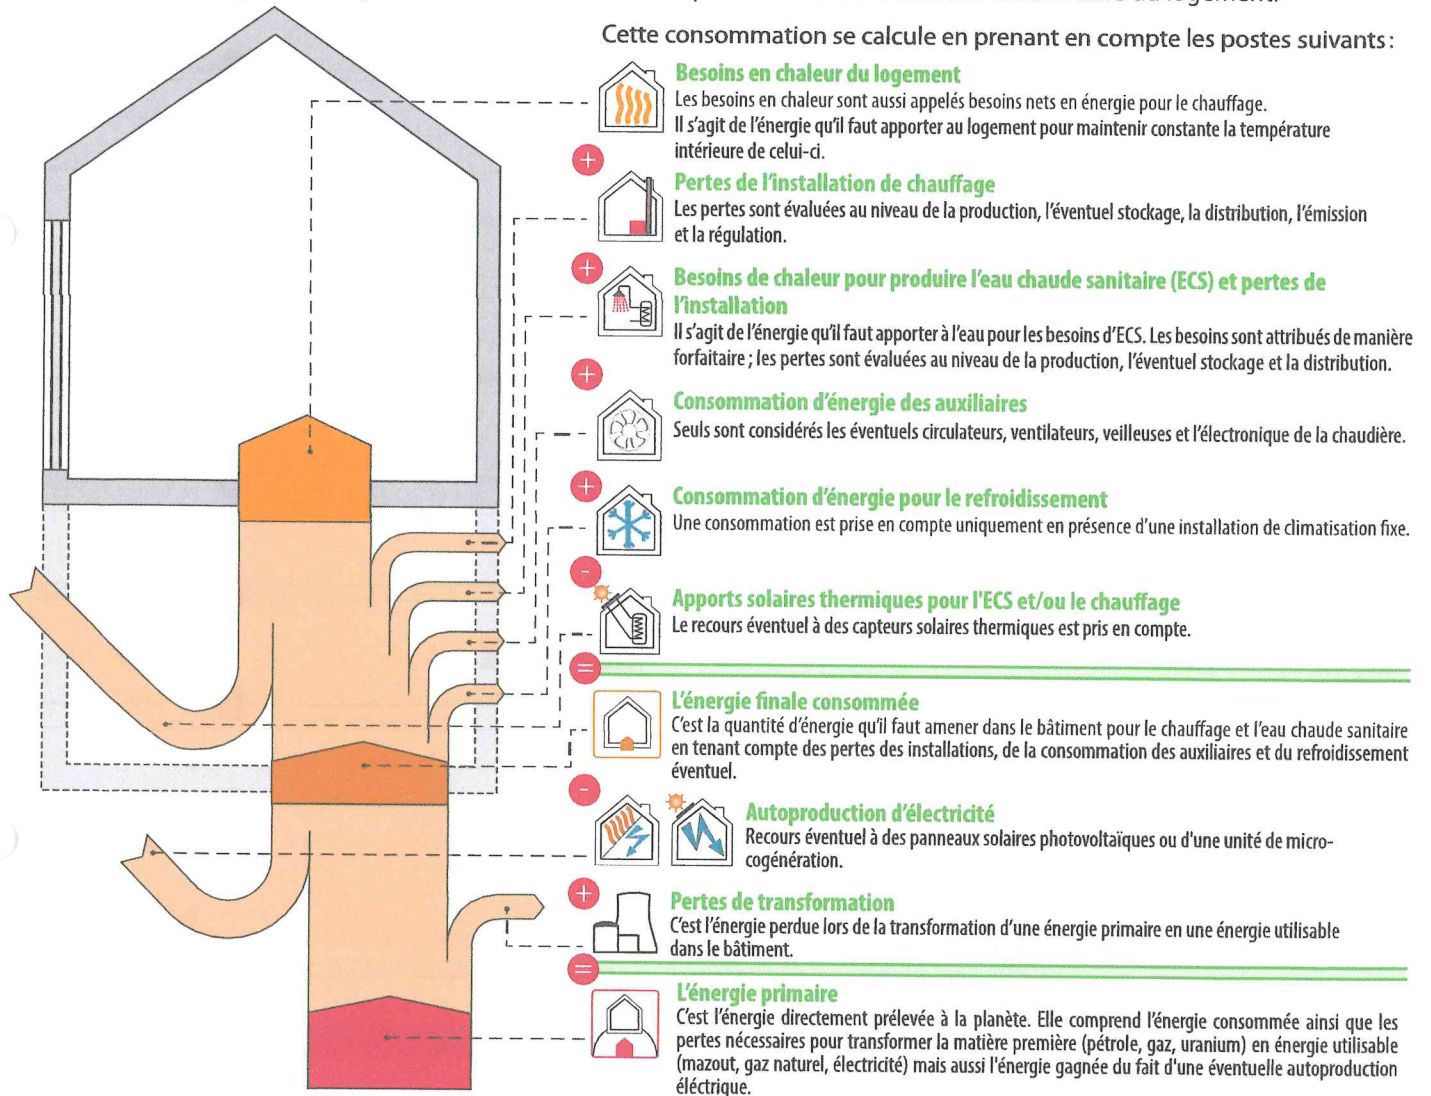 du logement.
Cette consommation se calcule en prenant en compte les postes suivants :
Besoins en chaleur du logement
Les besoins en chaleur sont aussi appelés besoins nets en énergie pour le chauffage.
Il s'agit de l'énergie qu'il faut apporter au logement pour maintenir constante la température
intérieure de celui-ci.
+
Pertes de l'installation de chauffage
Les pertes sont évaluées au niveau de la production, l'éventuel stockage, la distribution, l'émission
et la régulation.
+
Besoins de chaleur pour produire l'eau chaude sanitaire (ECS) et pertes de
l'installation
Il s'agit de l'énergie qu'il faut apporter à l'eau pour les besoins d'ECS. Les besoins sont attribués de manière
forfaitaire ; les pertes sont évaluées au niveau de la production, l'éventuel stockage et la distribution.
+
Consommation d'énergie des auxiliaires
Seuls sont considérés les éventuels circulateurs, ventilateurs, veilleuses et l'électronique de la chaudière.
+
Consommation d'énergie pour le refroidissement
Une consommation est prise en compte uniquement en présence d'une installation de climatisation fixe.
-
Apports solaires thermiques pour l'ECS et/ou le chauffage
Le recours éventuel à des capteurs solaires thermiques est pris en compte.
=
L'énergie finale consommée
C'est la quantité d'énergie qu'il faut amener dans le bâtiment pour le chauffage et l'eau chaude sanitaire
en tenant compte des pertes des installations, de la consommation des auxiliaires et du refroidissement
éventuel.
-
Autoproduction d'électricité
Recours éventuel à des panneaux solaires photovoltaïques ou d'une unité de micro-
cogénération.
+
Pertes de transformation
C'est l'énergie perdue lors de la transformation d'une énergie primaire en une énergie utilisable
dans le bâtiment.
=
L'énergie primaire
C'est l'énergie directement prélevée à la planète. Elle comprend l'énergie consommée ainsi que les
pertes nécessaires pour transformer la matière première (pétrole, gaz, uranium) en énergie utilisable
(mazout, gaz naturel, électricité) mais aussi l'énergie gagnée du fait d'une éventuelle autoproduction
éléctrique.